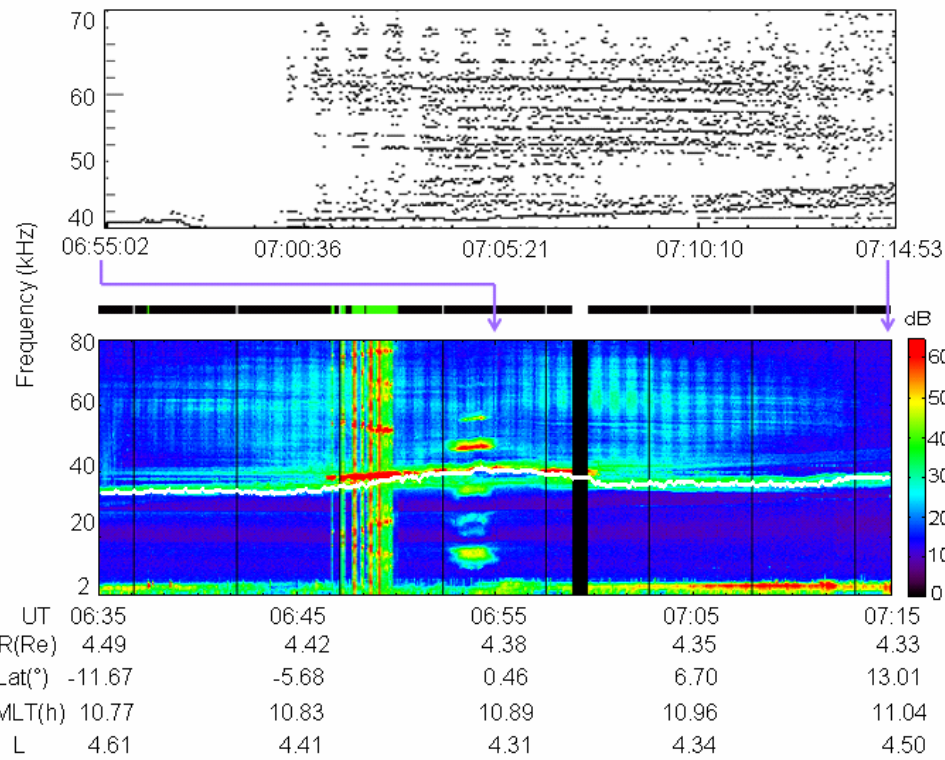 70
60
50
40
06:55:02 07:00:36 07:05:21 07:10:10 07:14:53
Frequency (kHz)
dB
80
60
40
20
2
60
50
40
30
20
10
0
UT 06:35 06:45 06:55 07:05 07:15
R(Re) 4.49 4.42 4.38 4.35 4.33
Lat(°) -11.67 -5.68 0.46 6.70 13.01
MLT(h) 10.77 10.83 10.89 10.96 11.04
L 4.61 4.41 4.31 4.34 4.50